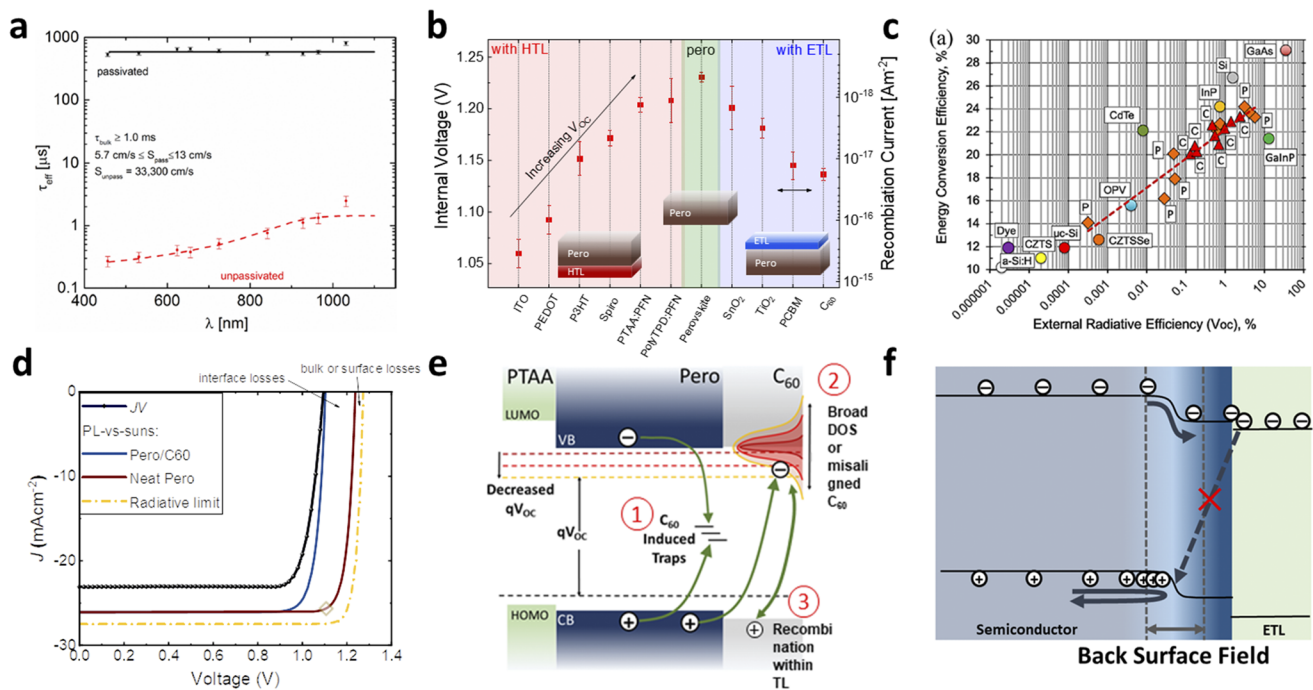 a
1000
100
10
1
0.1
τeff [µs]
passivated
τbulk ≥ 1.0 ms
5.7 cm/s ≤ Spass≤13 cm/s
Sunpass = 33,300 cm/s
unpassivated
400 500 600 700 800 900 1000 1100
λ [nm]
b
with HTL
pero
with ETL
Internal Voltage (V)
1.25
1.20
1.15
1.10
1.05
Increasing VOC
Pero
HTL
Pero
ETL
Pero
Recombination Current [Am-2]
10-18
10-17
10-16
10-15
ITO
PEDOT
P3HT
Spiro
PTAA:PFN
PolyTPD:PFN
Perovskite
SnO2
TiO2
PCBM
C60
c
(a)
Energy Conversion Efficiency, %
30
28
26
24
22
20
18
16
14
12
10
GaAs
Si
InP
P
CdTe
C
P
C
C
P
C
C
GaInP
P
C
P
OPV
P
P
Dye
CZTS
µc-Si
CZTSSe
a-Si:H
0.000001
0.00001
0.0001
0.001
0.01
0.1
1
10
100
External Radiative Efficiency (Voc), %
d
bulk or surface losses
interface losses
0
-10
-20
-30
J (mAcm-2)
JV
PL-vs-suns:
Pero/C60
Neat Pero
Radiative limit
0.0 0.2 0.4 0.6 0.8 1.0 1.2 1.4
Voltage (V)
e
PTAA
Pero
C60
2
LUMO
VB
Broad
DOS
or
misali
gned
C60
Decreased
qVOC
qVOC
1
C60
Induced
Traps
3
HOMO
CB
Recombi
nation
within
TL
f
Semiconductor
ETL
Back Surface Field